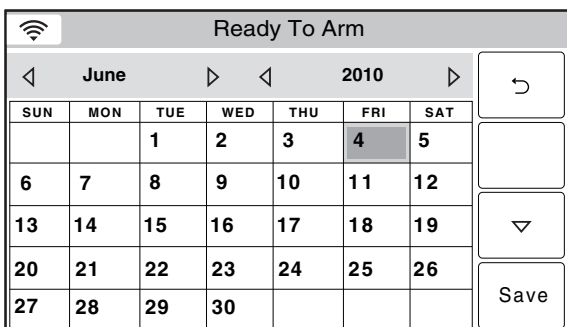 Ready To Arm
June 2010
SUN MON TUE WED THU FRI SAT
1 2 3 4 5
6 7 8 9 10 11 12
13 14 15 16 17 18 19
20 21 22 23 24 25 26
27 28 29 30
Save